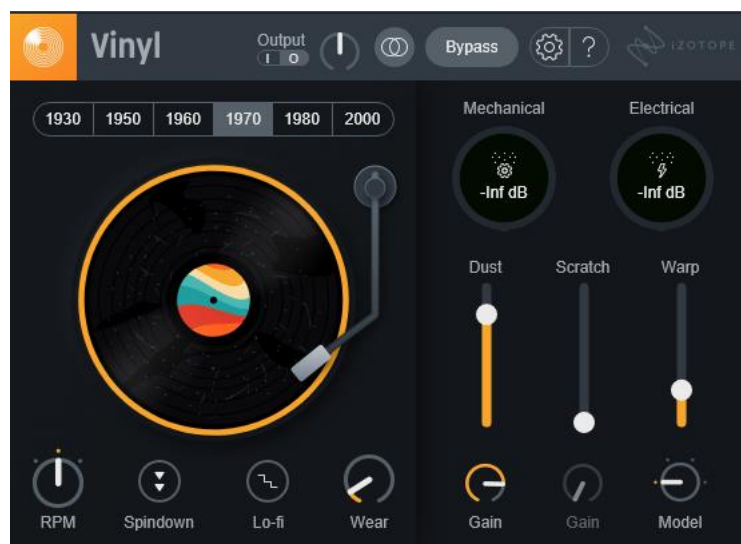 Vinyl
Output
I O
Bypass
?
iZOTOPE
1930 1950 1960 1970 1980 2000
Mechanical Electrical
-Inf dB -Inf dB
Dust Scratch Warp
RPM Spindown Lo-fi Wear Gain Gain Model